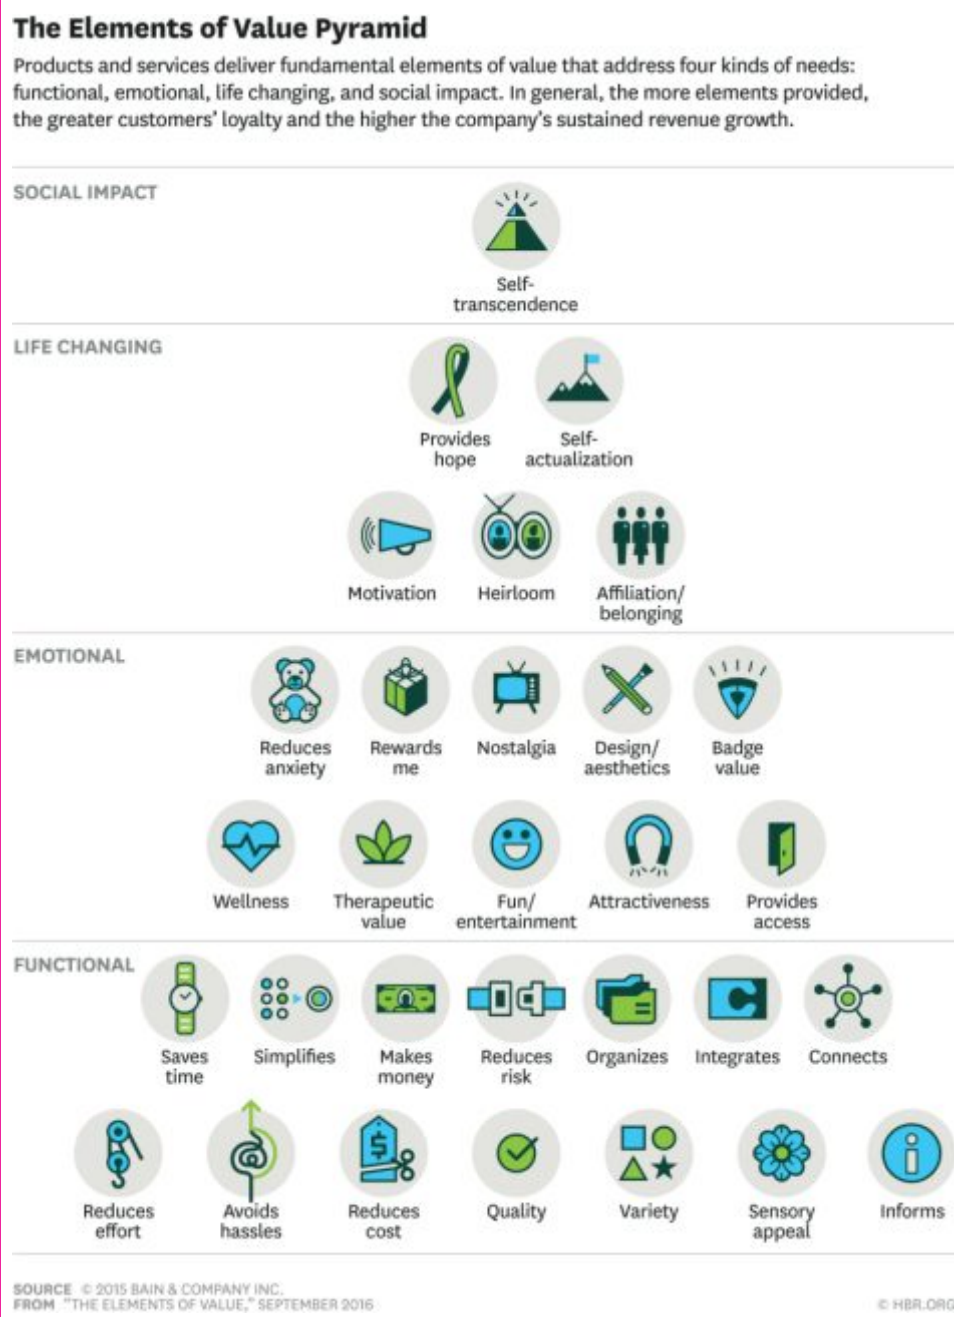 The Elements of Value Pyramid
Products and services deliver fundamental elements of value that address four kinds of needs:
functional, emotional, life changing, and social impact. In general, the more elements provided,
the greater customers' loyalty and the higher the company's sustained revenue growth.
SOCIAL IMPACT
Self-
transcendence
LIFE CHANGING
Provides
hope
Self-
actualization
Motivation
Heirloom
Affiliation/
belonging
EMOTIONAL
Reduces
anxiety
Rewards
me
Nostalgia
Design/
aesthetics
Badge
value
Wellness
Therapeutic
value
Fun/
entertainment
Attractiveness
Provides
access
FUNCTIONAL
Saves
time
Simplifies
Makes
money
Reduces
risk
Organizes
Integrates
Connects
Reduces
effort
Avoids
hassles
Reduces
cost
Quality
Variety
Sensory
appeal
Informs
SOURCE © 2015 BAIN & COMPANY INC.
FROM "THE ELEMENTS OF VALUE," SEPTEMBER 2016
© HBR.ORG